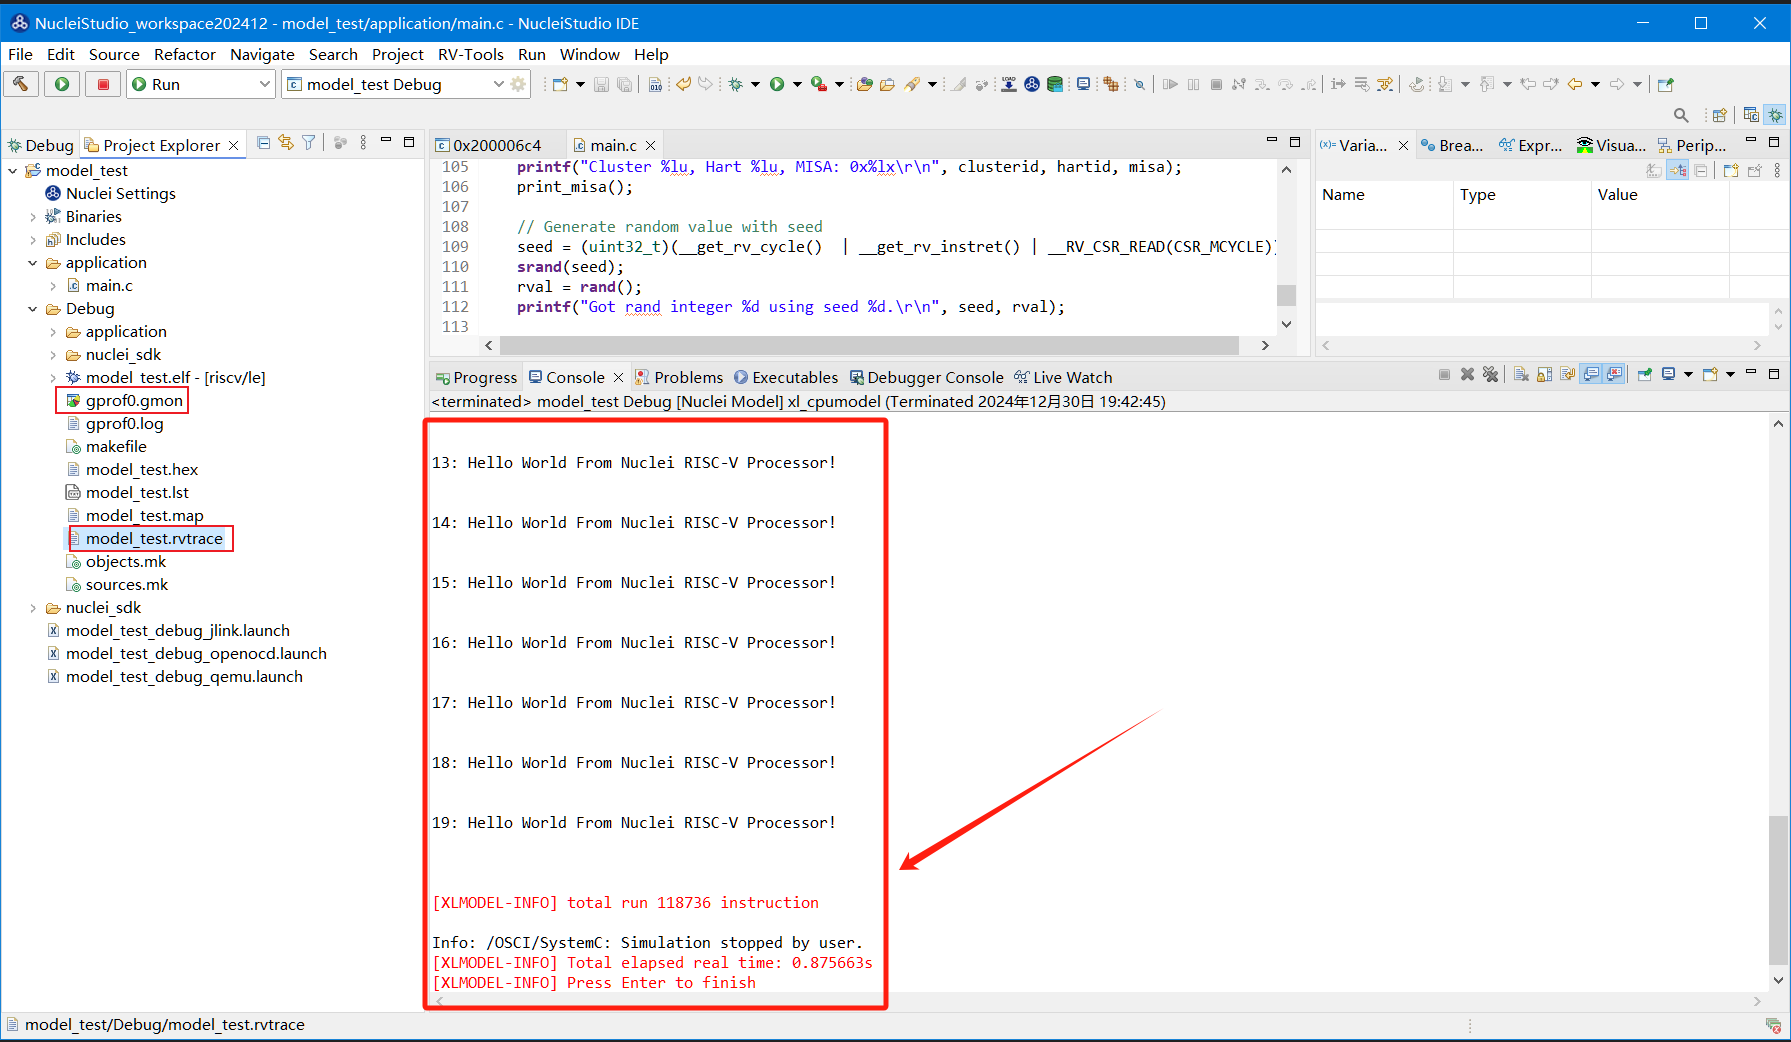 NucleiStudio_workspace202412 - model_test/application/main.c - NucleiStudio IDE
File Edit Source Refactor Navigate Search Project RV-Tools Run Window Help
Run
model_test Debug
Debug
Project Explorer
model_test
Nuclei Settings
Binaries
Includes
application
main.c
Debug
application
nuclei_sdk
model_test.elf - [riscv/le]
gprof0.gmon
gprof0.log
makefile
model_test.hex
model_test.lst
model_test.map
model_test.rvtrace
objects.mk
sources.mk
nuclei_sdk
model_test_debug_jlink.launch
model_test_debug_openocd.launch
model_test_debug_qemu.launch
0x200006c4
main.c
105 printf("Cluster %lu, Hart %lu, MISA: 0x%lx\r\n", clusterid, hartid, misa);
106 print_misa();
107
108 // Generate random value with seed
109 seed = (uint32_t)(__get_rv_cycle() | __get_rv_instret() | __RV_CSR_READ(CSR_MCYCLE))
110 srand(seed);
111 rval = rand();
112 printf("Got rand integer %d using seed %d.\r\n", seed, rval);
113
(x)= Varia...
Brea...
Expr...
Visua...
Perip...
Name Type Value
Progress
Console
Problems
Executables
Debugger Console
Live Watch
<terminated> model_test Debug [Nuclei Model] xl_cpumodel (Terminated 2024年12月30日 19:42:45)
13: Hello World From Nuclei RISC-V Processor!
14: Hello World From Nuclei RISC-V Processor!
15: Hello World From Nuclei RISC-V Processor!
16: Hello World From Nuclei RISC-V Processor!
17: Hello World From Nuclei RISC-V Processor!
18: Hello World From Nuclei RISC-V Processor!
19: Hello World From Nuclei RISC-V Processor!
[XLMODEL-INFO] total run 118736 instruction
Info: /OSCI/SystemC: Simulation stopped by user.
[XLMODEL-INFO] Total elapsed real time: 0.875663s
[XLMODEL-INFO] Press Enter to finish
model_test/Debug/model_test.rvtrace